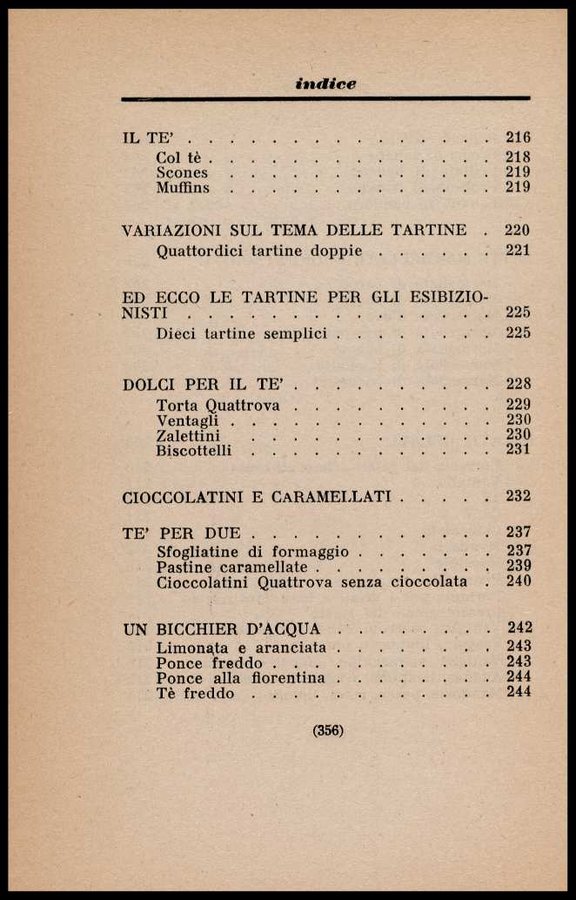 indice
IL TE' . . . . . . . . . . . 216
Col tè . . . . . . . . . . . 218
Scones . . . . . . . . . . 219
Muffins . . . . . . . . . . 219
VARIAZIONI SUL TEMA DELLE TARTINE . 220
Quattordici tartine doppie . . . . . . 221
ED ECCO LE TARTINE PER GLI ESIBIZIO-
NISTI . . . . . . . . . . . 225
Dieci tartine semplici . . . . . . . 225
DOLCI PER IL TE' . . . . . . . . . 228
Torta Quattrova . . . . . . . . 229
Ventagli . . . . . . . . . . 230
Zalettini . . . . . . . . . 230
Biscottelli . . . . . . . . . 231
CIOCCOLATINI E CARAMELLATI . . . . . 232
TE' PER DUE . . . . . . . . . . 237
Sfogliatine di formaggio . . . . . . 237
Pastine caramellate . . . . . . . . 239
Cioccolatini Quattrova senza cioccolata . 240
UN BICCHIER D'ACQUA . . . . . . . 242
Limonata e aranciata . . . . . . . 243
Ponce freddo . . . . . . . . . 243
Ponce alla fiorentina . . . . . . . 244
Tè freddo . . . . . . . . . . 244
(356)